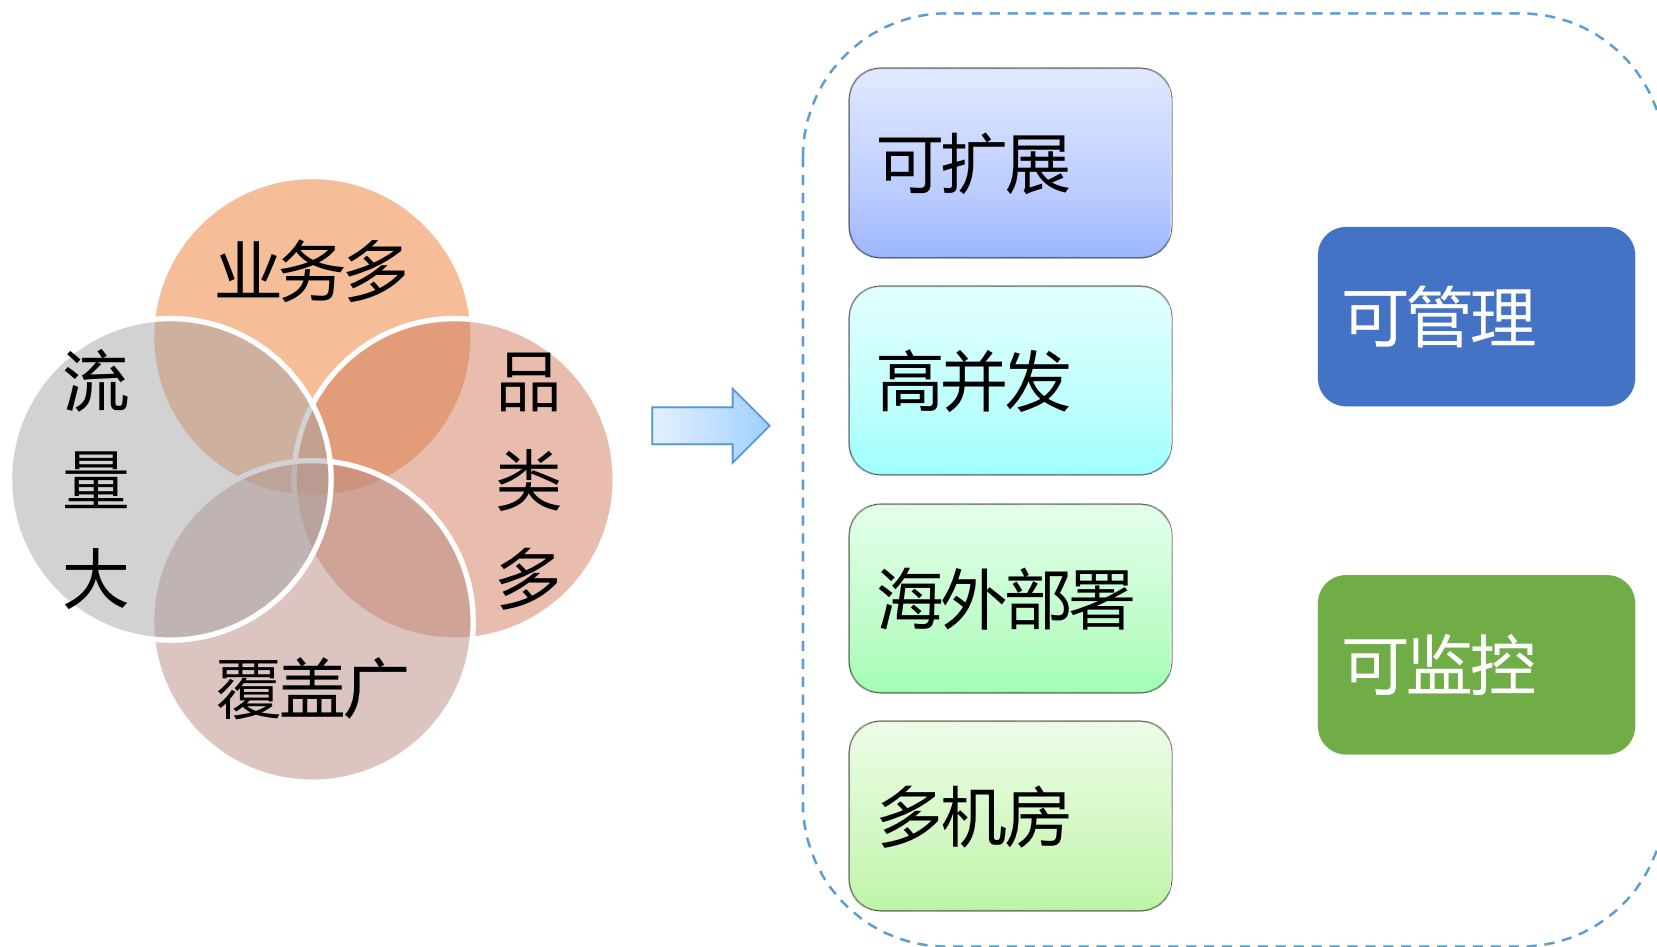 业务多
流量大
品类多
覆盖广
可扩展
高并发
海外部署
多机房
可管理
可监控